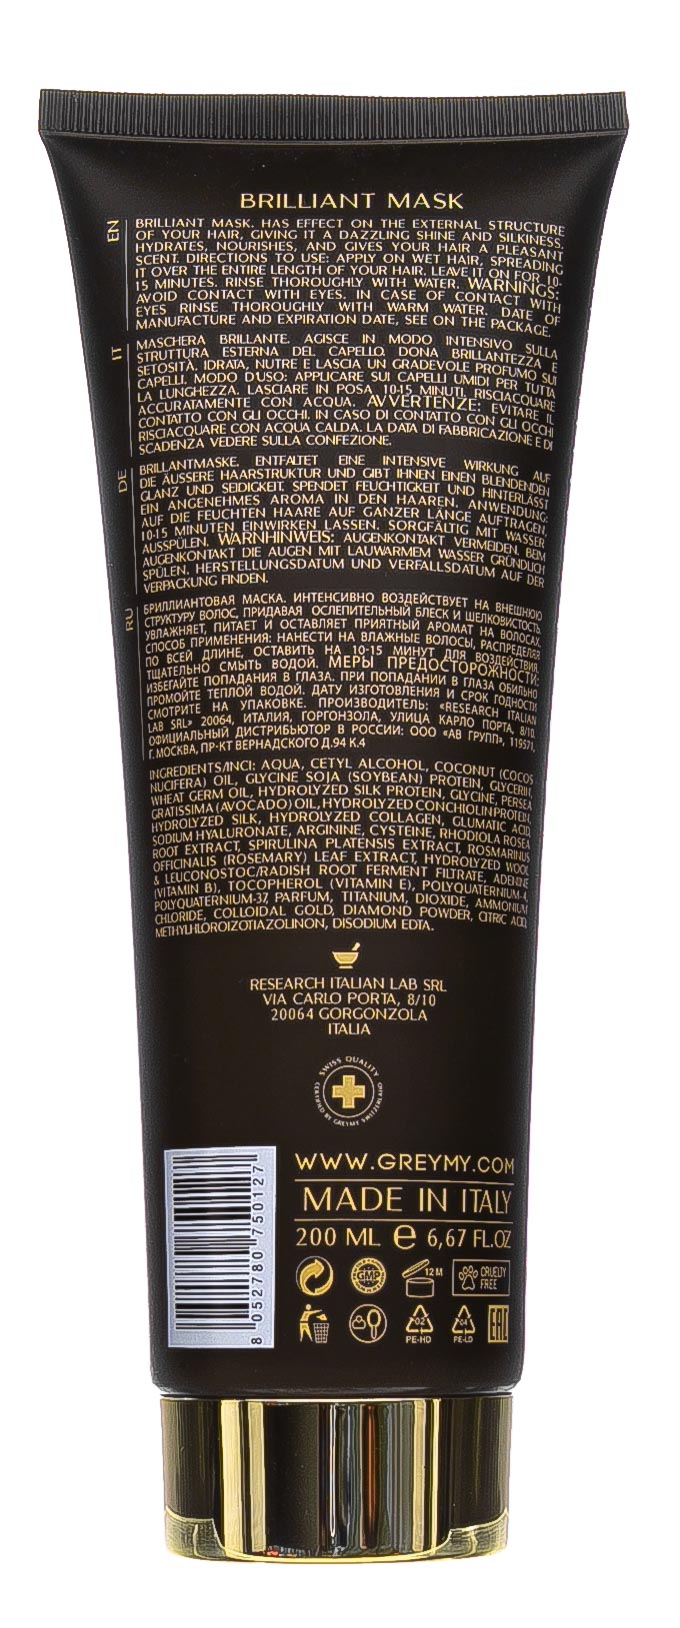 BRILLIANT MASK
EN
BRILLIANT MASK. HAS EFFECT ON THE EXTERNAL STRUCTURE
OF YOUR HAIR, GIVING IT A DAZZLING SHINE AND SILKINESS.
HYDRATES, NOURISHES, AND GIVES YOUR HAIR A PLEASANT
SCENT. DIRECTIONS TO USE: APPLY ON WET HAIR, SPREADING
IT OVER THE ENTIRE LENGTH OF YOUR HAIR. LEAVE IT ON FOR 10-
15 MINUTES. RINSE THOROUGHLY WITH WATER. WARNINGS:
AVOID CONTACT WITH EYES. IN CASE OF CONTACT WITH
EYES RINSE THOROUGHLY WITH WARM WATER. DATE OF
MANUFACTURE AND EXPIRATION DATE, SEE ON THE PACKAGE.
IT
MASCHERA BRILLANTE. AGISCE IN MODO INTENSIVO SULLA
STRUTTURA ESTERNA DEL CAPELLO. DONA BRILLANTEZZA E
SETOSITÀ. IDRATA, NUTRE E LASCIA UN GRADEVOLE PROFUMO SUI
CAPELLI. MODO D'USO: APPLICARE SUI CAPELLI UMIDI PER TUTTA
LA LUNGHEZZA. LASCIARE IN POSA 10-15 MINUTI. RISCIACQUARE
ACCURATAMENTE CON ACQUA. AVVERTENZE: EVITARE IL
CONTATTO CON GLI OCCHI. IN CASO DI CONTATTO CON GLI OCCHI
RISCIACQUARE CON ACQUA CALDA. LA DATA DI FABBRICAZIONE E DI
SCADENZA VEDERE SULLA CONFEZIONE.
DE
BRILLANTMASKE. ENTFALTET EINE INTENSIVE WIRKUNG AUF
DIE ÄUSSERE HAARSTRUKTUR UND GIBT IHNEN EINEN BLENDENDEN
GLANZ UND SEIDIGKEIT. SPENDET FEUCHTIGKEIT UND HINTERLÄSST
EIN ANGENEHMES AROMA IN DEN HAAREN. ANWENDUNG:
AUF DIE FEUCHTEN HAARE AUF GANZER LÄNGE AUFTRAGEN,
10-15 MINUTEN EINWIRKEN LASSEN. SORGFÄLTIG MIT WASSER
AUSSPÜLEN. WARNHINWEIS: AUGENKONTAKT VERMEIDEN. BEIM
AUGENKONTAKT DIE AUGEN MIT LAUWARMEM WASSER GRÜNDLICH
SPÜLEN. HERSTELLUNGSDATUM UND VERFALLSDATUM AUF DER
VERPACKUNG FINDEN.
RU
БРИЛЛИАНТОВАЯ МАСКА. ИНТЕНСИВНО ВОЗДЕЙСТВУЕТ НА ВНЕШНЮЮ
СТРУКТУРУ ВОЛОС, ПРИДАВАЯ ОСЛЕПИТЕЛЬНЫЙ БЛЕСК И ШЕЛКОВИСТОСТЬ.
УВЛАЖНЯЕТ, ПИТАЕТ И ОСТАВЛЯЕТ ПРИЯТНЫЙ АРОМАТ НА ВОЛОСАХ.
СПОСОБ ПРИМЕНЕНИЯ: НАНЕСТИ НА ВЛАЖНЫЕ ВОЛОСЫ, РАСПРЕДЕЛЯЯ
ПО ВСЕЙ ДЛИНЕ, ОСТАВИТЬ НА 10-15 МИНУТ ДЛЯ ВОЗДЕЙСТВИЯ.
ТЩАТЕЛЬНО СМЫТЬ ВОДОЙ. МЕРЫ ПРЕДОСТОРОЖНОСТИ:
ИЗБЕГАЙТЕ ПОПАДАНИЯ В ГЛАЗА. ПРИ ПОПАДАНИИ В ГЛАЗА ОБИЛЬНО
ПРОМОЙТЕ ТЕПЛОЙ ВОДОЙ. ДАТУ ИЗГОТОВЛЕНИЯ И СРОК ГОДНОСТИ
СМОТРИТЕ НА УПАКОВКЕ. ПРОИЗВОДИТЕЛЬ: «RESEARCH ITALIAN
LAB SRL» 20064, ИТАЛИЯ, ГОРГОНЗОЛА, УЛИЦА КАРЛО ПОРТА, 8/10.
ОФИЦИАЛЬНЫЙ ДИСТРИБЬЮТОР В РОССИИ: ООО «АВ ГРУПП», 119571,
Г. МОСКВА, ПР-КТ ВЕРНАДСКОГО Д.94 К.4
INGREDIENTS/INCI: AQUA, CETYL ALCOHOL, COCONUT (COCOS
NUCIFERA) OIL, GLYCINE SOJA (SOYBEAN) PROTEIN, GLYCERIN,
WHEAT GERM OIL, HYDROLYZED SILK PROTEIN, GLYCINE, PERSEA
GRATISSIMA (AVOCADO) OIL, HYDROLYZED CONCHIOLIN PROTEIN,
HYDROLYZED SILK, HYDROLYZED COLLAGEN, GLUMATIC ACID,
SODIUM HYALURONATE, ARGININE, CYSTEINE, RHODIOLA ROSEA
ROOT EXTRACT, SPIRULINA PLATENSIS EXTRACT, ROSMARINUS
OFFICINALIS (ROSEMARY) LEAF EXTRACT, HYDROLYZED WOOL
& LEUCONOSTOC/RADISH ROOT FERMENT FILTRATE, ADENINE
(VITAMIN B), TOCOPHEROL (VITAMIN E), POLYQUATERNIUM-4,
POLYQUATERNIUM-37, PARFUM, TITANIUM, DIOXIDE, AMMONIUM
CHLORIDE, COLLOIDAL GOLD, DIAMOND POWDER, CITRIC ACID,
METHYLHLOROIZOTIAZOLINON, DISODIUM EDTA.
RESEARCH ITALIAN LAB SRL
VIA CARLO PORTA, 8/10
20064 GORGONZOLA
ITALIA
SWISS QUALITY
CERTIFIED BY GREYMY SWITZERLAND
WWW.GREYMY.COM
MADE IN ITALY
200 ML e 6,67 FL.OZ
GMP
12 M
CRUELTY
FREE
02
PE-HD
04
PE-LD
EAC
8 052780 750127